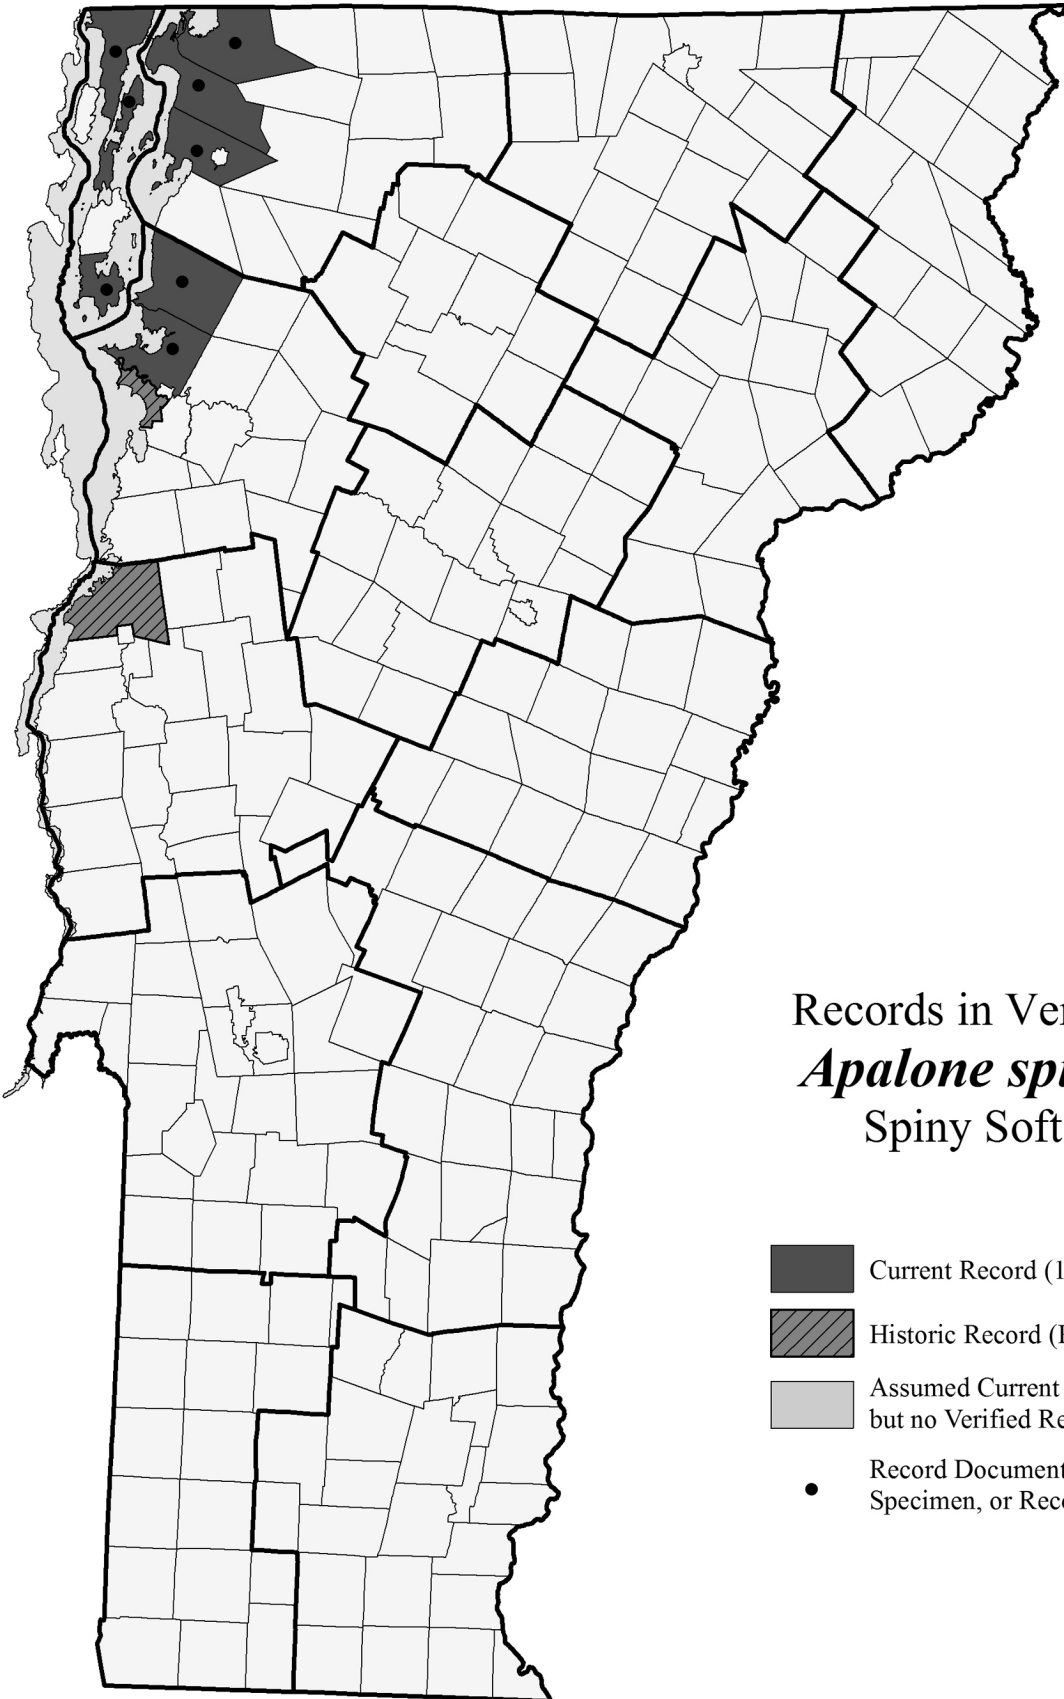 Records in Ver
Apalone spi
Spiny Soft
Current Record (1
Historic Record (
Assumed Current
but no Verified Re
Record Document
Specimen, or Reco